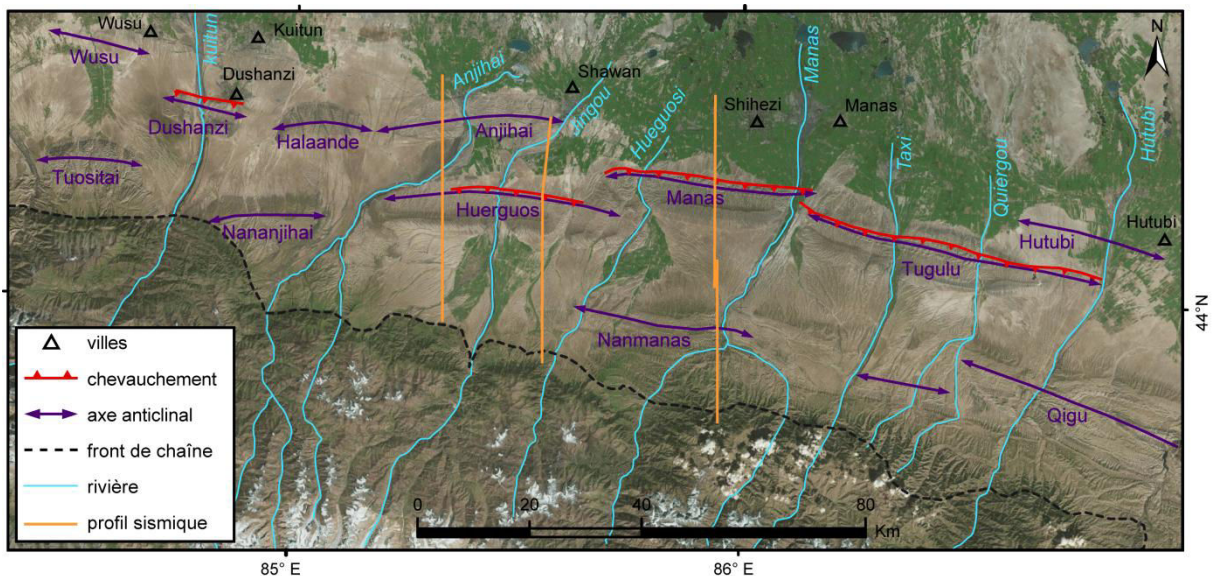 Wusu
Kuitun
Wusu
kuitun
Dushanzi
Dushanzi
Halaande
Tuositai
Nananjihai
Anjihai
Shawan
Anjihai
Jingou
Hueguosi
Huerguos
Shihezi
Manas
Manas
Manas
Taxi
Quiergou
Hutubi
Hutubi
Hutubi
Tugulu
Nanmanas
Qigu
N
44°N
villes
chevauchement
axe anticlinal
front de chaîne
rivière
profil sismique
0 20 40 80
Km
85° E
86° E